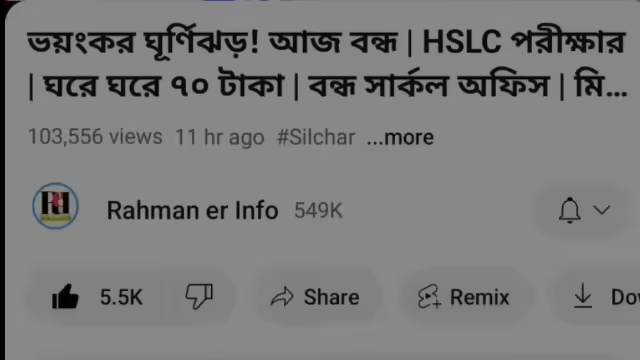 ভয়ংকর ঘূর্ণিঝড়! আজ বন্ধ | HSLC পরীক্ষার
| ঘরে ঘরে ৭০ টাকা | বন্ধ সার্কল অফিস | মি...
103,556 views 11 hr ago #Silchar ...more
Rahman er Info 549K
5.5K Share Remix Do